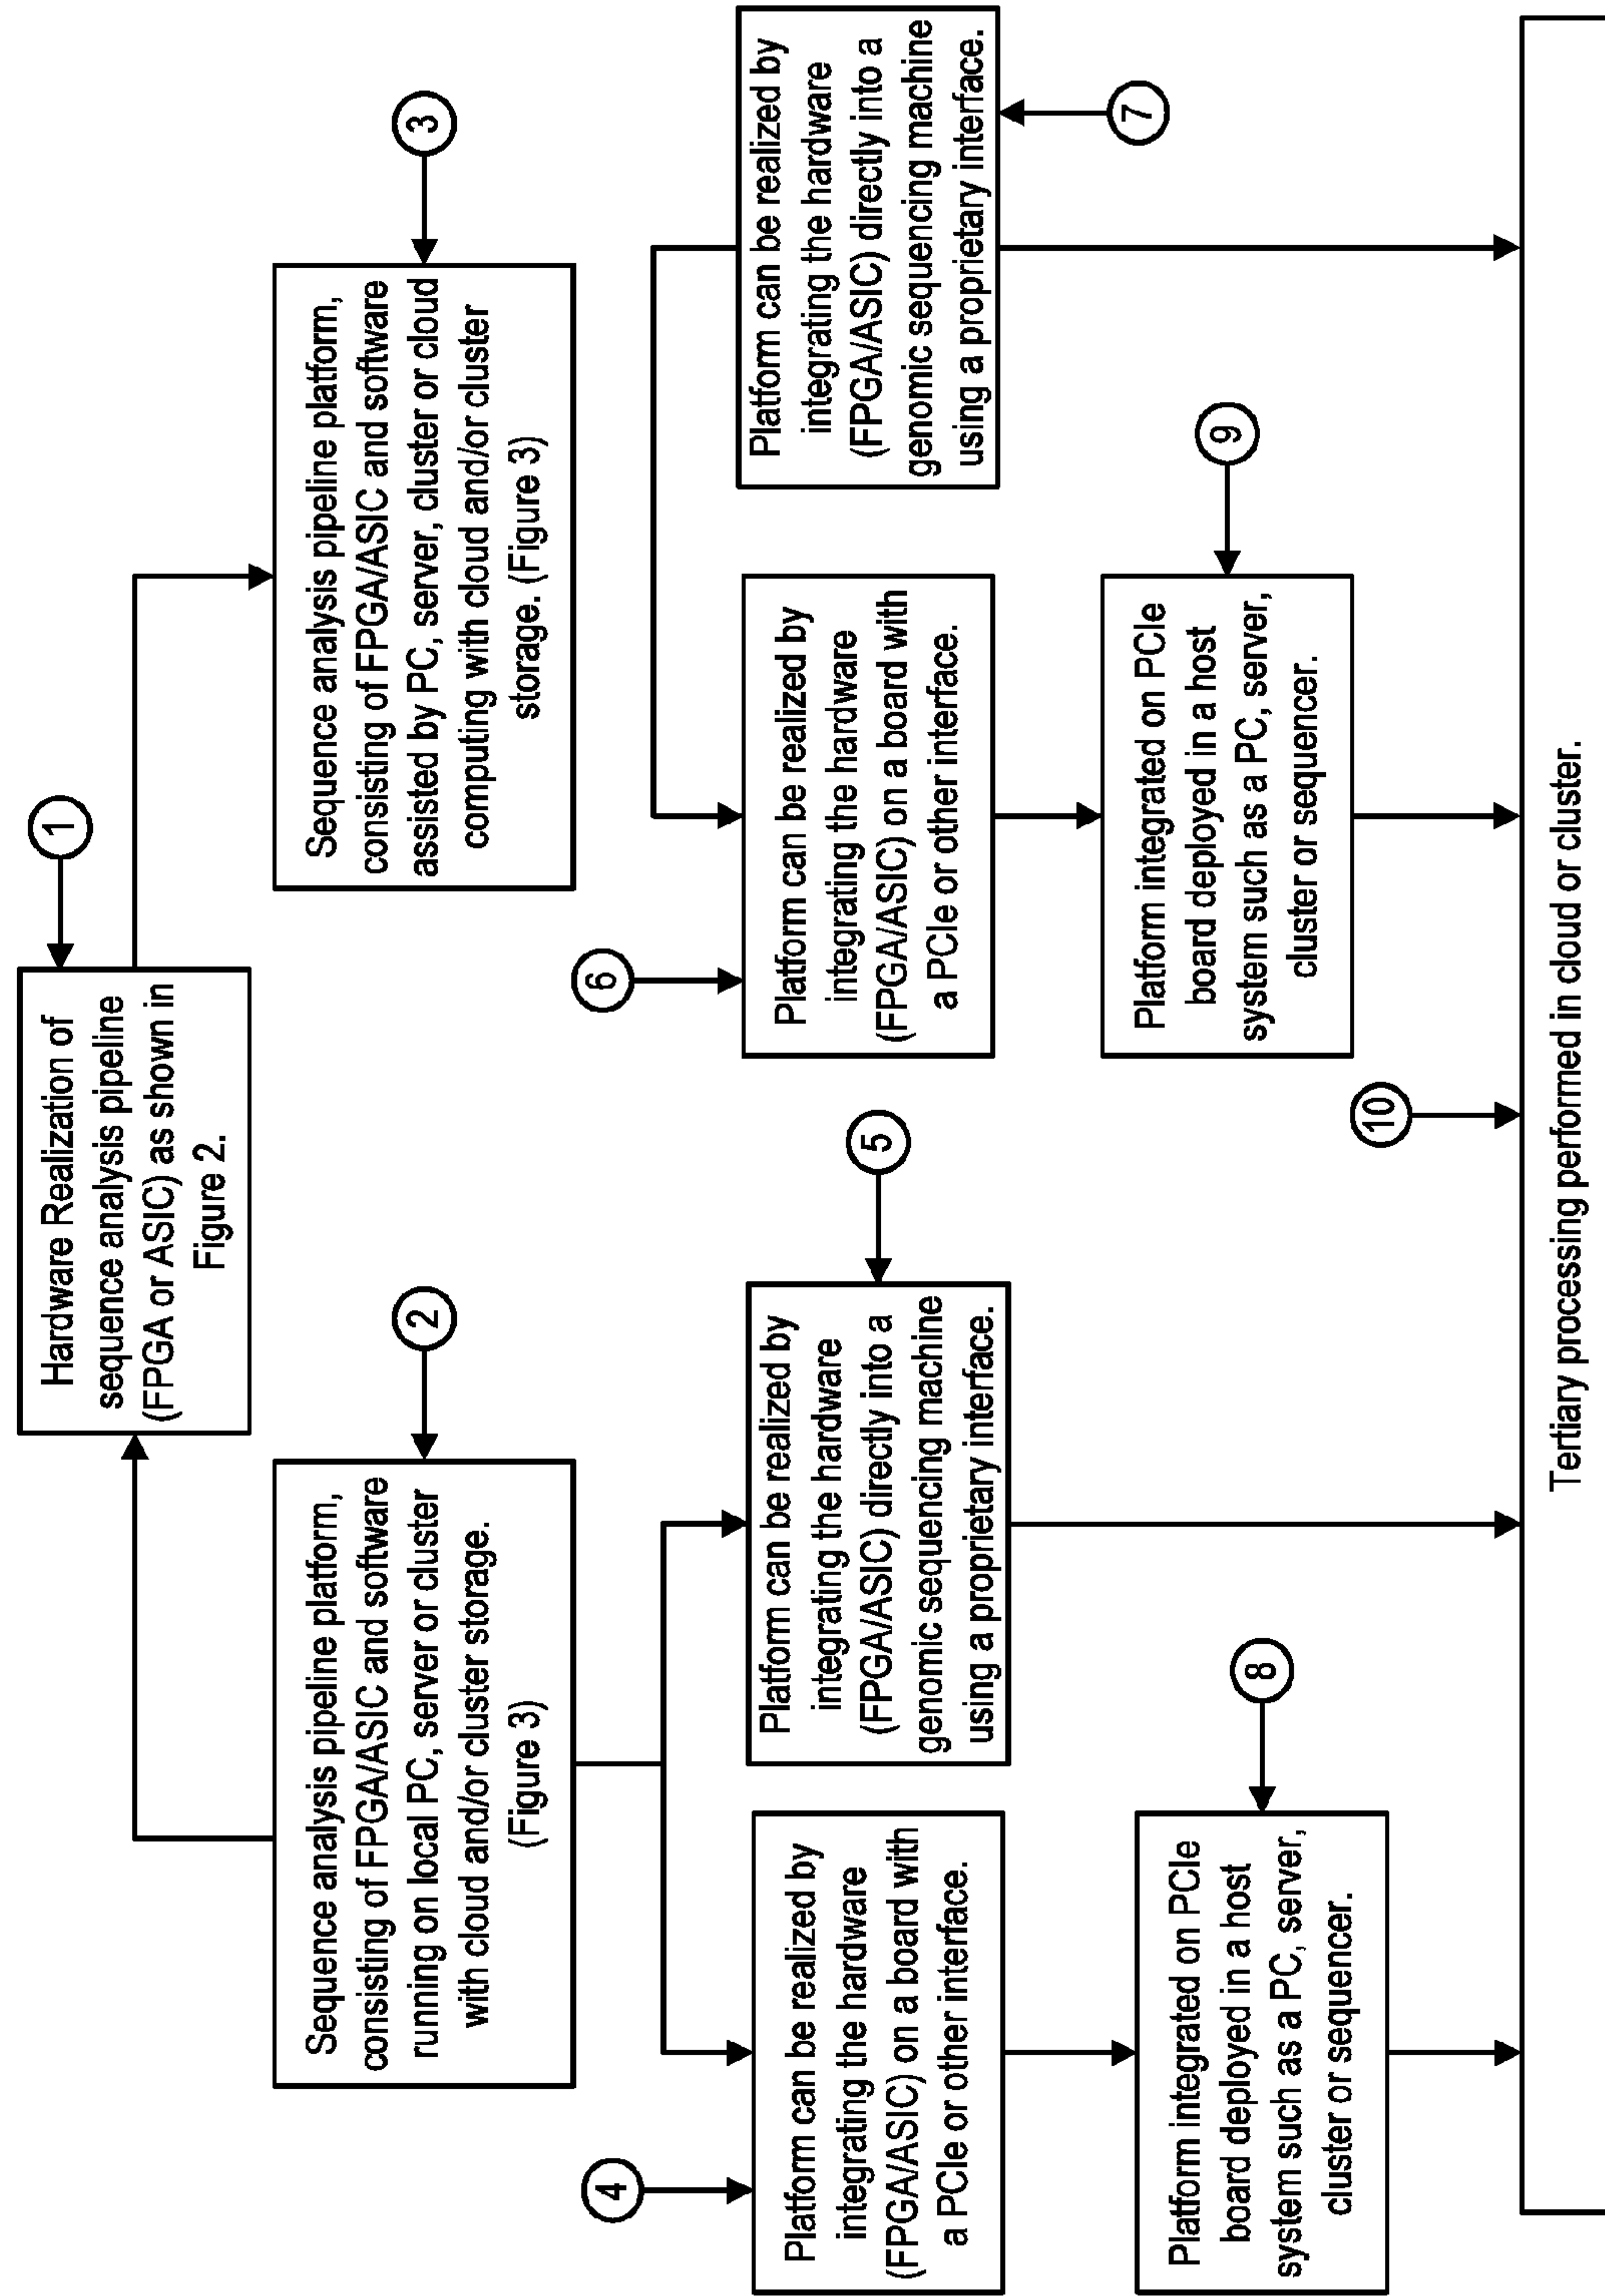 1
Hardware Realization of
sequence analysis pipeline
(FPGA or ASIC) as shown in
Figure 2.
2
Sequence analysis pipeline platform,
consisting of FPGA/ASIC and software
running on local PC, server or cluster
with cloud and/or cluster storage.
(Figure 3)
3
Sequence analysis pipeline platform,
consisting of FPGA/ASIC and software
assisted by PC, server, cluster or cloud
computing with cloud and/or cluster
storage. (Figure 3)
4
Platform can be realized by
integrating the hardware
(FPGA/ASIC) on a board with
a PCIe or other interface.
5
Platform can be realized by
integrating the hardware
(FPGA/ASIC) directly into a
genomic sequencing machine
using a proprietary interface.
6
Platform can be realized by
integrating the hardware
(FPGA/ASIC) on a board with
a PCIe or other interface.
7
Platform can be realized by
integrating the hardware
(FPGA/ASIC) directly into a
genomic sequencing machine
using a proprietary interface.
8
Platform integrated on PCIe
board deployed in a host
system such as a PC, server,
cluster or sequencer.
9
Platform integrated on PCIe
board deployed in a host
system such as a PC, server,
cluster or sequencer.
10
Tertiary processing performed in cloud or cluster.